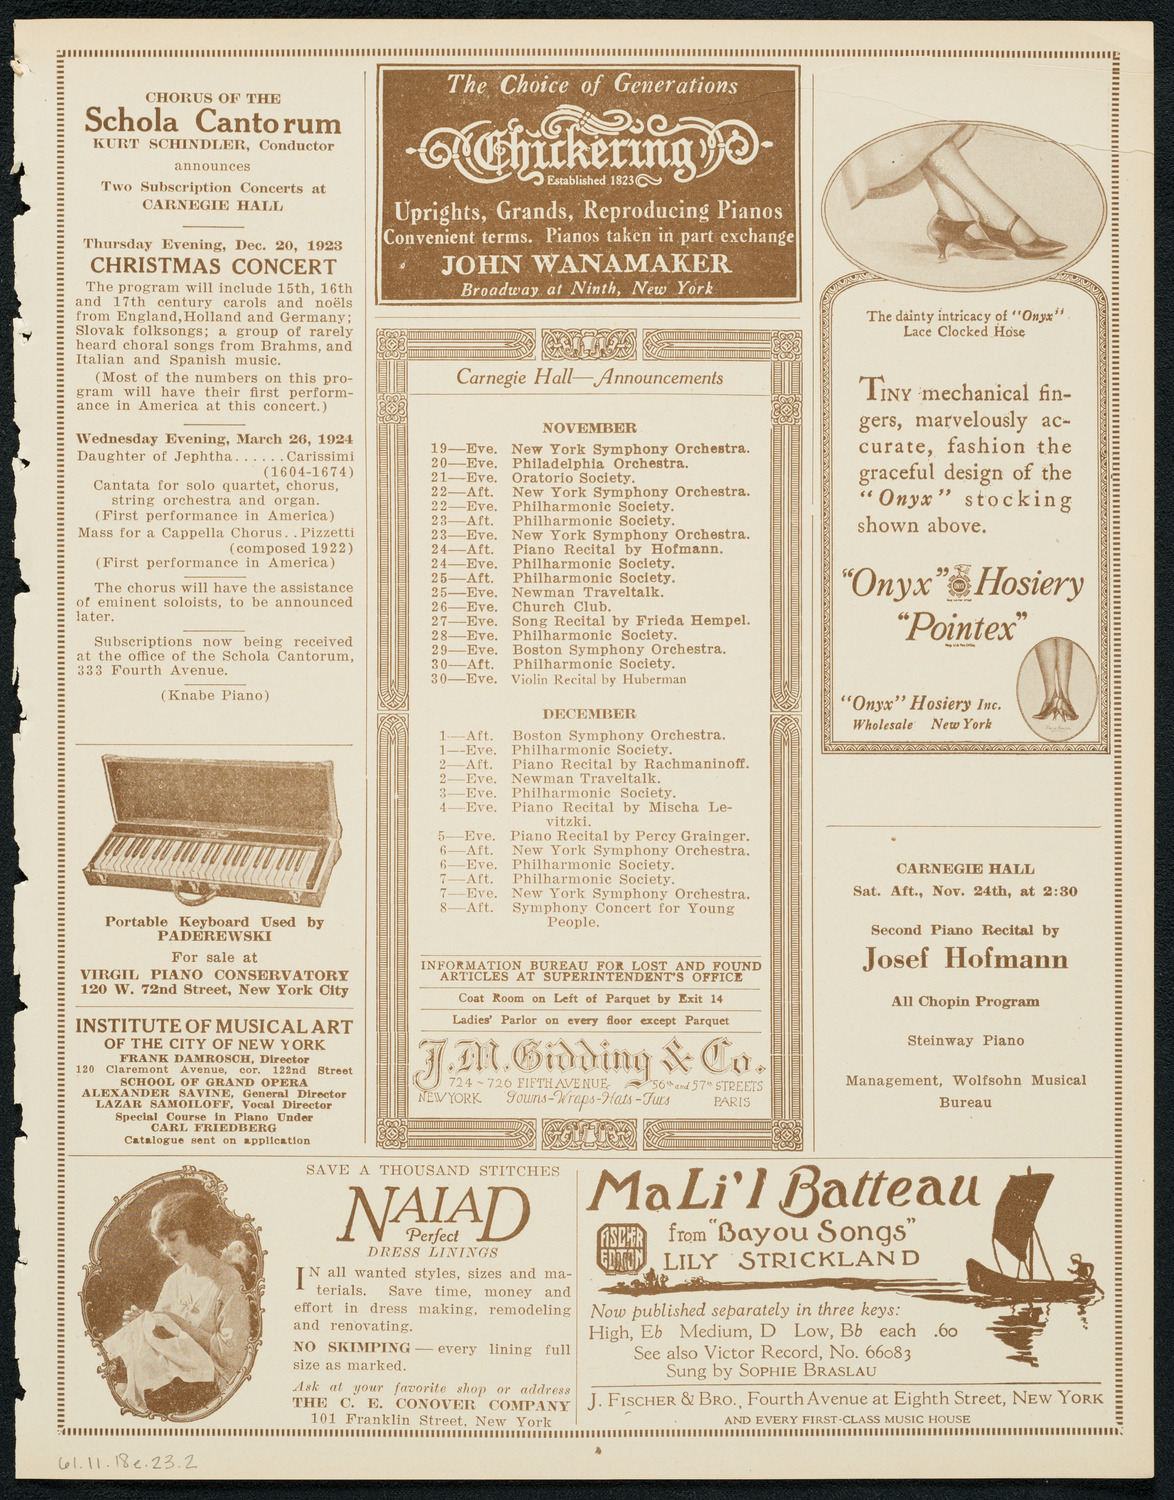 CHORUS OF THE
Schola Cantorum
KURT SCHINDLER, Conductor
announces
Two Subscription Concerts at
CARNEGIE HALL
Thursday Evening, Dec. 20, 1923
CHRISTMAS CONCERT
The program will include 15th, 16th
and 17th century carols and noëls
from England, Holland and Germany;
Slovak folksongs; a group of rarely
heard choral songs from Brahms, and
Italian and Spanish music.
(Most of the numbers on this pro-
gram will have their first perform-
ance in America at this concert.)
Wednesday Evening, March 26, 1924
Daughter of Jephtha......Carissimi
(1604-1674)
Cantata for solo quartet, chorus,
string orchestra and organ.
(First performance in America)
Mass for a Cappella Chorus..Pizzetti
(composed 1922)
(First performance in America)
The chorus will have the assistance
of eminent soloists, to be announced
later.
Subscriptions now being received
at the office of the Schola Cantorum,
333 Fourth Avenue.
(Knabe Piano)
Portable Keyboard Used by
PADEREWSKI
For sale at
VIRGIL PIANO CONSERVATORY
120 W. 72nd Street, New York City
INSTITUTE OF MUSICAL ART
OF THE CITY OF NEW YORK
FRANK DAMROSCH, Director
120 Claremont Avenue, cor. 122nd Street
SCHOOL OF GRAND OPERA
ALEXANDER SAVINE, General Director
LAZAR SAMOILOFF, Vocal Director
Special Course in Piano Under
CARL FRIEDBERG
Catalogue sent on application
The Choice of Generations
Chickering
Established 1823
Uprights, Grands, Reproducing Pianos
Convenient terms. Pianos taken in part exchange
JOHN WANAMAKER
Broadway at Ninth, New York
Carnegie Hall—Announcements
NOVEMBER
19—Eve. New York Symphony Orchestra.
20—Eve. Philadelphia Orchestra.
21—Eve. Oratorio Society.
22—Aft. New York Symphony Orchestra.
22—Eve. Philharmonic Society.
23—Aft. Philharmonic Society.
23—Eve. New York Symphony Orchestra.
24—Aft. Piano Recital by Hofmann.
24—Eve. Philharmonic Society.
25—Aft. Philharmonic Society.
25—Eve. Newman Traveltalk.
26—Eve. Church Club.
27—Eve. Song Recital by Frieda Hempel.
28—Eve. Philharmonic Society.
29—Eve. Boston Symphony Orchestra.
30—Aft. Philharmonic Society.
30—Eve. Violin Recital by Huberman
DECEMBER
1—Aft. Boston Symphony Orchestra.
1—Eve. Philharmonic Society.
2—Aft. Piano Recital by Rachmaninoff.
2—Eve. Newman Traveltalk.
3—Eve. Philharmonic Society.
4—Eve. Piano Recital by Mischa Le-
vitzki.
5—Eve. Piano Recital by Percy Grainger.
6—Aft. New York Symphony Orchestra.
6—Eve. Philharmonic Society.
7—Aft. Philharmonic Society.
7—Eve. New York Symphony Orchestra.
8—Aft. Symphony Concert for Young
People.
INFORMATION BUREAU FOR LOST AND FOUND
ARTICLES AT SUPERINTENDENT'S OFFICE
Coat Room on Left of Parquet by Exit 14
Ladies' Parlor on every floor except Parquet
J. M. Gidding & Co.
724 ~ 726 FIFTH AVENUE 56th and 57th STREETS
NEW YORK Gowns-Wraps-Hats-Furs PARIS
The dainty intricacy of "Onyx"
Lace Clocked Hose
TINY mechanical fin-
gers, marvelously ac-
curate, fashion the
graceful design of the
"Onyx" stocking
shown above.
"Onyx" Hosiery
"Pointex"
"Onyx" Hosiery Inc.
Wholesale New York
CARNEGIE HALL
Sat. Aft., Nov. 24th, at 2:30
Second Piano Recital by
Josef Hofmann
All Chopin Program
Steinway Piano
Management, Wolfsohn Musical
Bureau
SAVE A THOUSAND STITCHES
NAIAD
Perfect
DRESS LININGS
IN all wanted styles, sizes and ma-
terials. Save time, money and
effort in dress making, remodeling
and renovating.
NO SKIMPING — every lining full
size as marked.
Ask at your favorite shop or address
THE C. E. CONOVER COMPANY
101 Franklin Street, New York
Ma Li'l Batteau
from "Bayou Songs"
FISCHER EDITION
LILY STRICKLAND
Now published separately in three keys:
High, Eb Medium, D Low, Bb each .60
See also Victor Record, No. 66083
Sung by SOPHIE BRASLAU
J. FISCHER & BRO., Fourth Avenue at Eighth Street, NEW YORK
AND EVERY FIRST-CLASS MUSIC HOUSE
61.11.18e.23.2